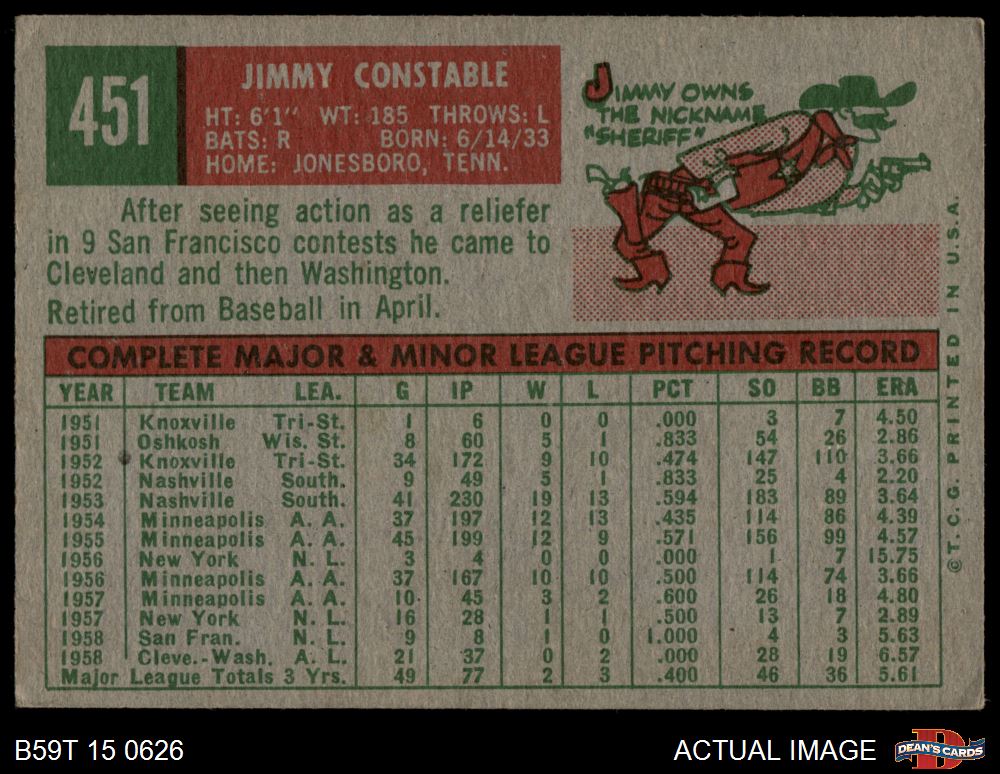 451
JIMMY CONSTABLE
HT: 6'1" WT: 185 THROWS: L
BATS: R BORN: 6/14/33
HOME: JONESBORO, TENN.
JIMMY OWNS
THE NICKNAME
"SHERIFF"
After seeing action as a reliefer
in 9 San Francisco contests he came to
Cleveland and then Washington.
Retired from Baseball in April.
COMPLETE MAJOR & MINOR LEAGUE PITCHING RECORD
YEAR TEAM LEA. G IP W L PCT SO BB ERA
1951 Knoxville Tri-St. 1 6 0 0 .000 3 7 4.50
1951 Oshkosh Wis. St. 8 60 5 1 .833 54 26 2.86
1952 Knoxville Tri-St. 34 172 9 10 .474 147 110 3.66
1952 Nashville South. 9 49 5 1 .833 25 4 2.20
1953 Nashville South. 41 230 19 13 .594 183 89 3.64
1954 Minneapolis A. A. 37 197 12 13 .435 114 86 4.39
1955 Minneapolis A. A. 45 199 12 9 .571 156 99 4.57
1956 New York N. L. 3 4 0 0 .000 1 7 15.75
1956 Minneapolis A. A. 37 167 10 10 .500 114 74 3.66
1957 Minneapolis A. A. 10 45 3 2 .600 26 18 4.80
1957 New York N. L. 16 28 1 1 .500 13 7 2.89
1958 San Fran. N. L. 9 8 1 0 1.000 4 3 5.63
1958 Cleve.-Wash. A. L. 21 37 0 2 .000 28 19 6.57
Major League Totals 3 Yrs. 49 77 2 3 .400 46 36 5.61
©T.C.G. PRINTED IN U.S.A.
B59T 15 0626
ACTUAL IMAGE
DEAN'S CARDS